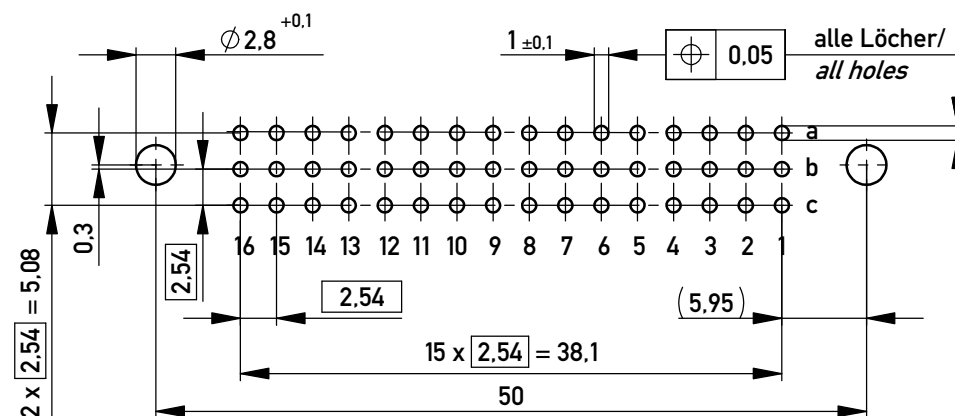 ⌀2,8 +0,1
1 ±0,1
⌖ 0,05
alle Löcher/
all holes
a
b
c
0,3
2,54
2 x 2,54 = 5,08
16 15 14 13 12 11 10 9 8 7 6 5 4 3 2 1
2,54
(5,95)
15 x 2,54 = 38,1
50